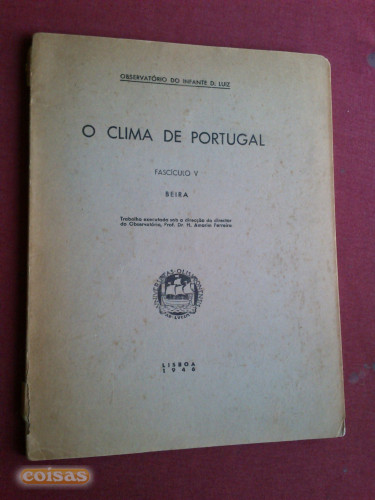 OBSERVATÓRIO DO INFANTE D. LUIZ
O CLIMA DE PORTUGAL
FASCÍCULO V
BEIRA
Trabalho executado sob a direcção do director
do Observatório, Prof. Dr. H. Amorim Ferreira
LISBOA
coisas